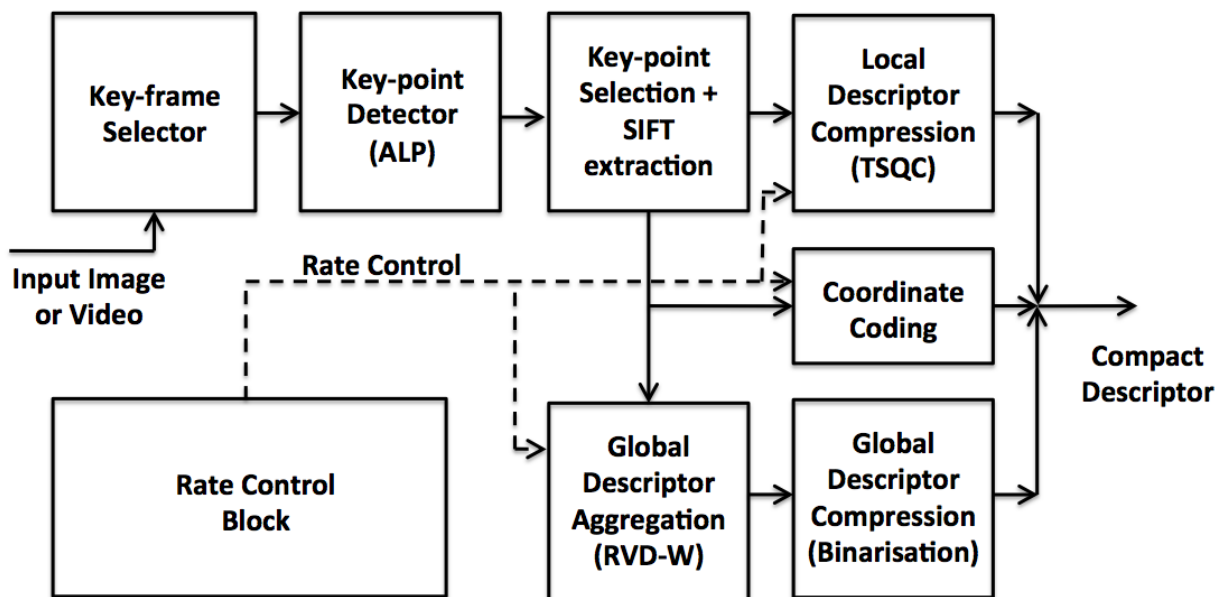 Key-frame
Selector
Key-point
Detector
(ALP)
Key-point
Selection +
SIFT
extraction
Local
Descriptor
Compression
(TSQC)
Input Image
or Video
Rate Control
Coordinate
Coding
Compact
Descriptor
Rate Control
Block
Global
Descriptor
Aggregation
(RVD-W)
Global
Descriptor
Compression
(Binarisation)